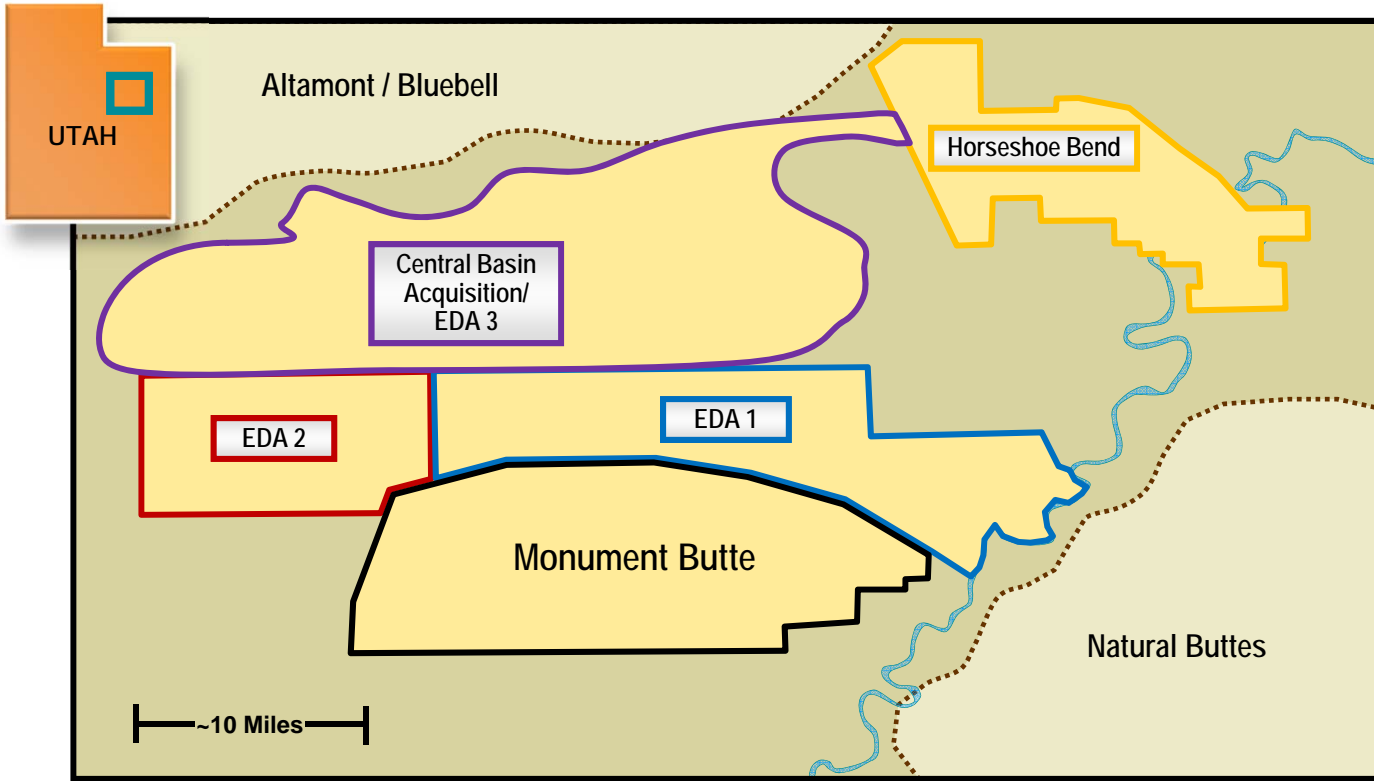 UTAH
Altamont / Bluebell
Horseshoe Bend
Central Basin
Acquisition/
EDA 3
EDA 2
EDA 1
Monument Butte
Natural Buttes
~10 Miles